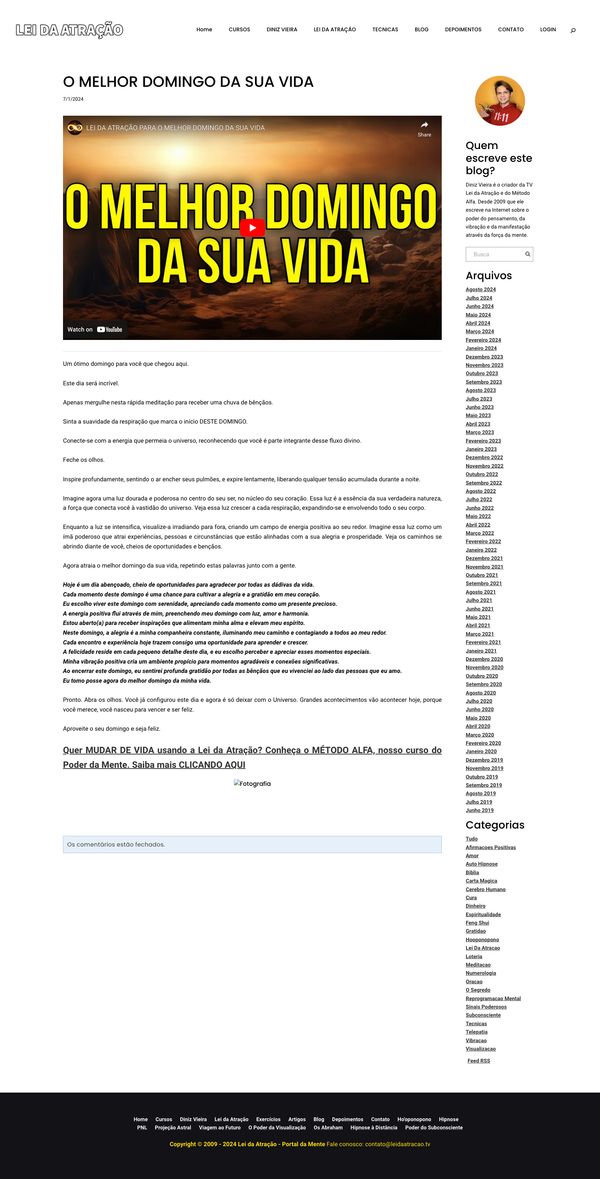 LEI DA ATRAÇÃO
Home CURSOS DINIZ VIEIRA LEI DA ATRAÇÃO TECNICAS BLOG DEPOIMENTOS CONTATO LOGIN
O MELHOR DOMINGO DA SUA VIDA
7/1/2024
LEI DA ATRAÇÃO PARA O MELHOR DOMINGO DA SUA VIDA
Share
O MELHOR DOMINGO
DA SUA VIDA
Watch on YouTube
Um ótimo domingo para você que chegou aqui.
Este dia será incrível.
Apenas mergulhe nesta rápida meditação para receber uma chuva de bênçãos.
Sinta a suavidade da respiração que marca o início DESTE DOMINGO.
Conecte-se com a energia que permeia o universo, reconhecendo que você é parte integrante desse fluxo divino.
Feche os olhos.
Inspire profundamente, sentindo o ar encher seus pulmões, e expire lentamente, liberando qualquer tensão acumulada durante a noite.
Imagine agora uma luz dourada e poderosa no centro do seu ser, no núcleo do seu coração. Essa luz é a essência da sua verdadeira natureza,
a força que conecta você à vastidão do universo. Veja essa luz crescer a cada respiração, expandindo-se e envolvendo todo o seu corpo.
Enquanto a luz se intensifica, visualize-a irradiando para fora, criando um campo de energia positiva ao seu redor. Imagine essa luz como um
ímã poderoso que atrai experiências, pessoas e circunstâncias que estão alinhadas com a sua alegria e prosperidade. Veja os caminhos se
abrindo diante de você, cheios de oportunidades e bençãos.
Agora atraia o melhor domingo da sua vida, repetindo estas palavras junto com a gente.
Hoje é um dia abençoado, cheio de oportunidades para agradecer por todas as dádivas da vida.
Cada momento deste domingo é uma chance para cultivar a alegria e a gratidão em meu coração.
Eu escolho viver este domingo com serenidade, apreciando cada momento como um presente precioso.
A energia positiva flui através de mim, preenchendo meu domingo com luz, amor e harmonia.
Estou aberto(a) para receber inspirações que alimentam minha alma e elevam meu espírito.
Neste domingo, a alegria é a minha companheira constante, iluminando meu caminho e contagiando a todos ao meu redor.
Cada encontro e experiência hoje trazem consigo uma oportunidade para aprender e crescer.
A felicidade reside em cada pequeno detalhe deste dia, e eu escolho perceber e apreciar esses momentos especiais.
Minha vibração positiva cria um ambiente propício para momentos agradáveis e conexões significativas.
Ao encerrar este domingo, eu sentirei profunda gratidão por todas as bênçãos que eu vivenciei ao lado das pessoas que eu amo.
Eu tomo posse agora do melhor domingo da minha vida.
Pronto. Abra os olhos. Você já configurou este dia e agora é só deixar com o Universo. Grandes acontecimentos vão acontecer hoje, porque
você merece, você nasceu para vencer e ser feliz.
Aproveite o seu domingo e seja feliz.
Quer MUDAR DE VIDA usando a Lei da Atração? Conheça o MÉTODO ALFA, nosso curso do
Poder da Mente. Saiba mais CLICANDO AQUI
Fotografia
Os comentários estão fechados.
11:11
Quem
escreve este
blog?
Diniz Vieira é o criador da TV
Lei da Atração e do Método
Alfa. Desde 2009 que ele
escreve na Internet sobre o
poder do pensamento, da
vibração e da manifestação
através da força da mente.
Busca
Arquivos
Agosto 2024
Julho 2024
Junho 2024
Maio 2024
Abril 2024
Março 2024
Fevereiro 2024
Janeiro 2024
Dezembro 2023
Novembro 2023
Outubro 2023
Setembro 2023
Agosto 2023
Julho 2023
Junho 2023
Maio 2023
Abril 2023
Março 2023
Fevereiro 2023
Janeiro 2023
Dezembro 2022
Novembro 2022
Outubro 2022
Setembro 2022
Agosto 2022
Julho 2022
Junho 2022
Maio 2022
Abril 2022
Março 2022
Fevereiro 2022
Janeiro 2022
Dezembro 2021
Novembro 2021
Outubro 2021
Setembro 2021
Agosto 2021
Julho 2021
Junho 2021
Maio 2021
Abril 2021
Março 2021
Fevereiro 2021
Janeiro 2021
Dezembro 2020
Novembro 2020
Outubro 2020
Setembro 2020
Agosto 2020
Julho 2020
Junho 2020
Maio 2020
Abril 2020
Março 2020
Fevereiro 2020
Janeiro 2020
Dezembro 2019
Novembro 2019
Outubro 2019
Setembro 2019
Agosto 2019
Julho 2019
Junho 2019
Categorias
Tudo
Afirmacoes Positivas
Amor
Auto Hipnose
Biblia
Carta Magica
Cerebro Humano
Cura
Dinheiro
Espiritualidade
Feng Shui
Gratidao
Hooponopono
Lei Da Atracao
Loteria
Meditacao
Numerologia
Oracao
O Segredo
Reprogramacao Mental
Sinais Poderosos
Subconsciente
Tecnicas
Telepatia
Vibracao
Visualizacao
Feed RSS
Home Cursos Diniz Vieira Lei da Atração Exercícios Artigos Blog Depoimentos Contato Ho'oponopono Hipnose
PNL Projeção Astral Viagem ao Futuro O Poder da Visualização Os Abraham Hipnose à Distância Poder do Subconsciente
Copyright © 2009 - 2024 Lei da Atração - Portal da Mente Fale conosco: contato@leidaatracao.tv